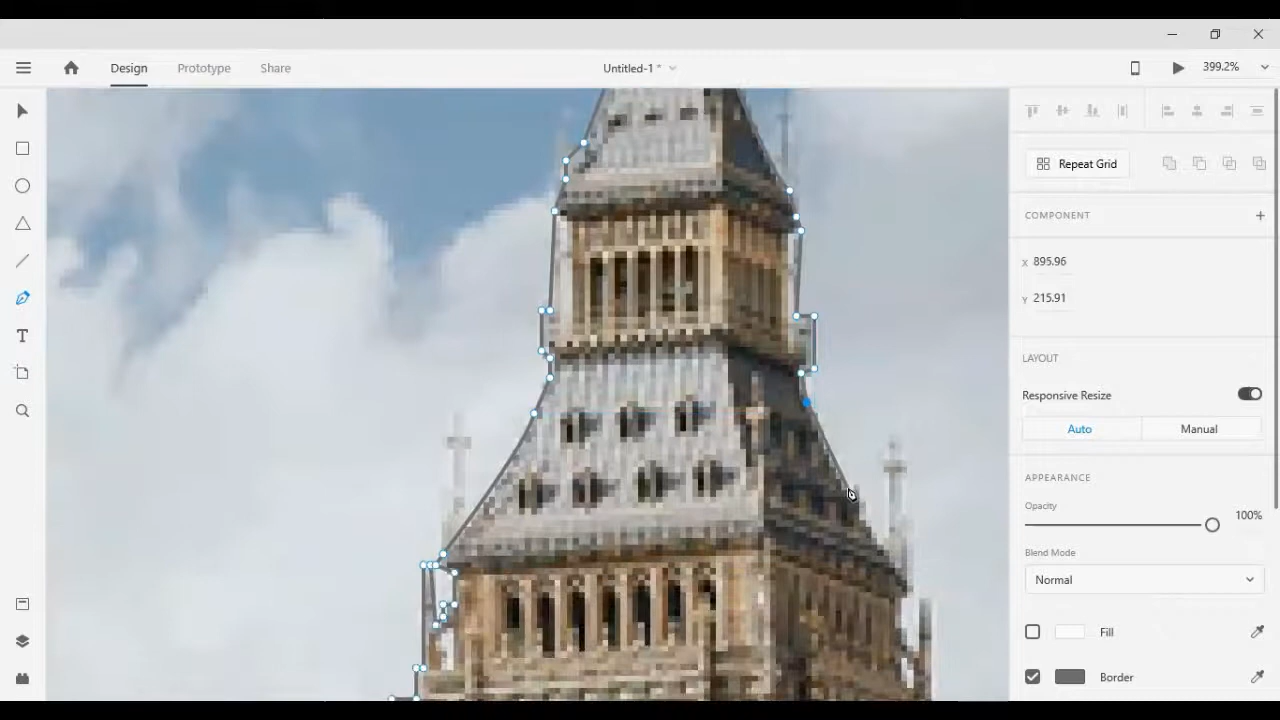 Design Prototype Share Untitled-1 * 399.2%
Repeat Grid
COMPONENT
X 895.96
Y 215.91
LAYOUT
Responsive Resize
Auto Manual
APPEARANCE
Opacity
100%
Blend Mode
Normal
Fill
Border